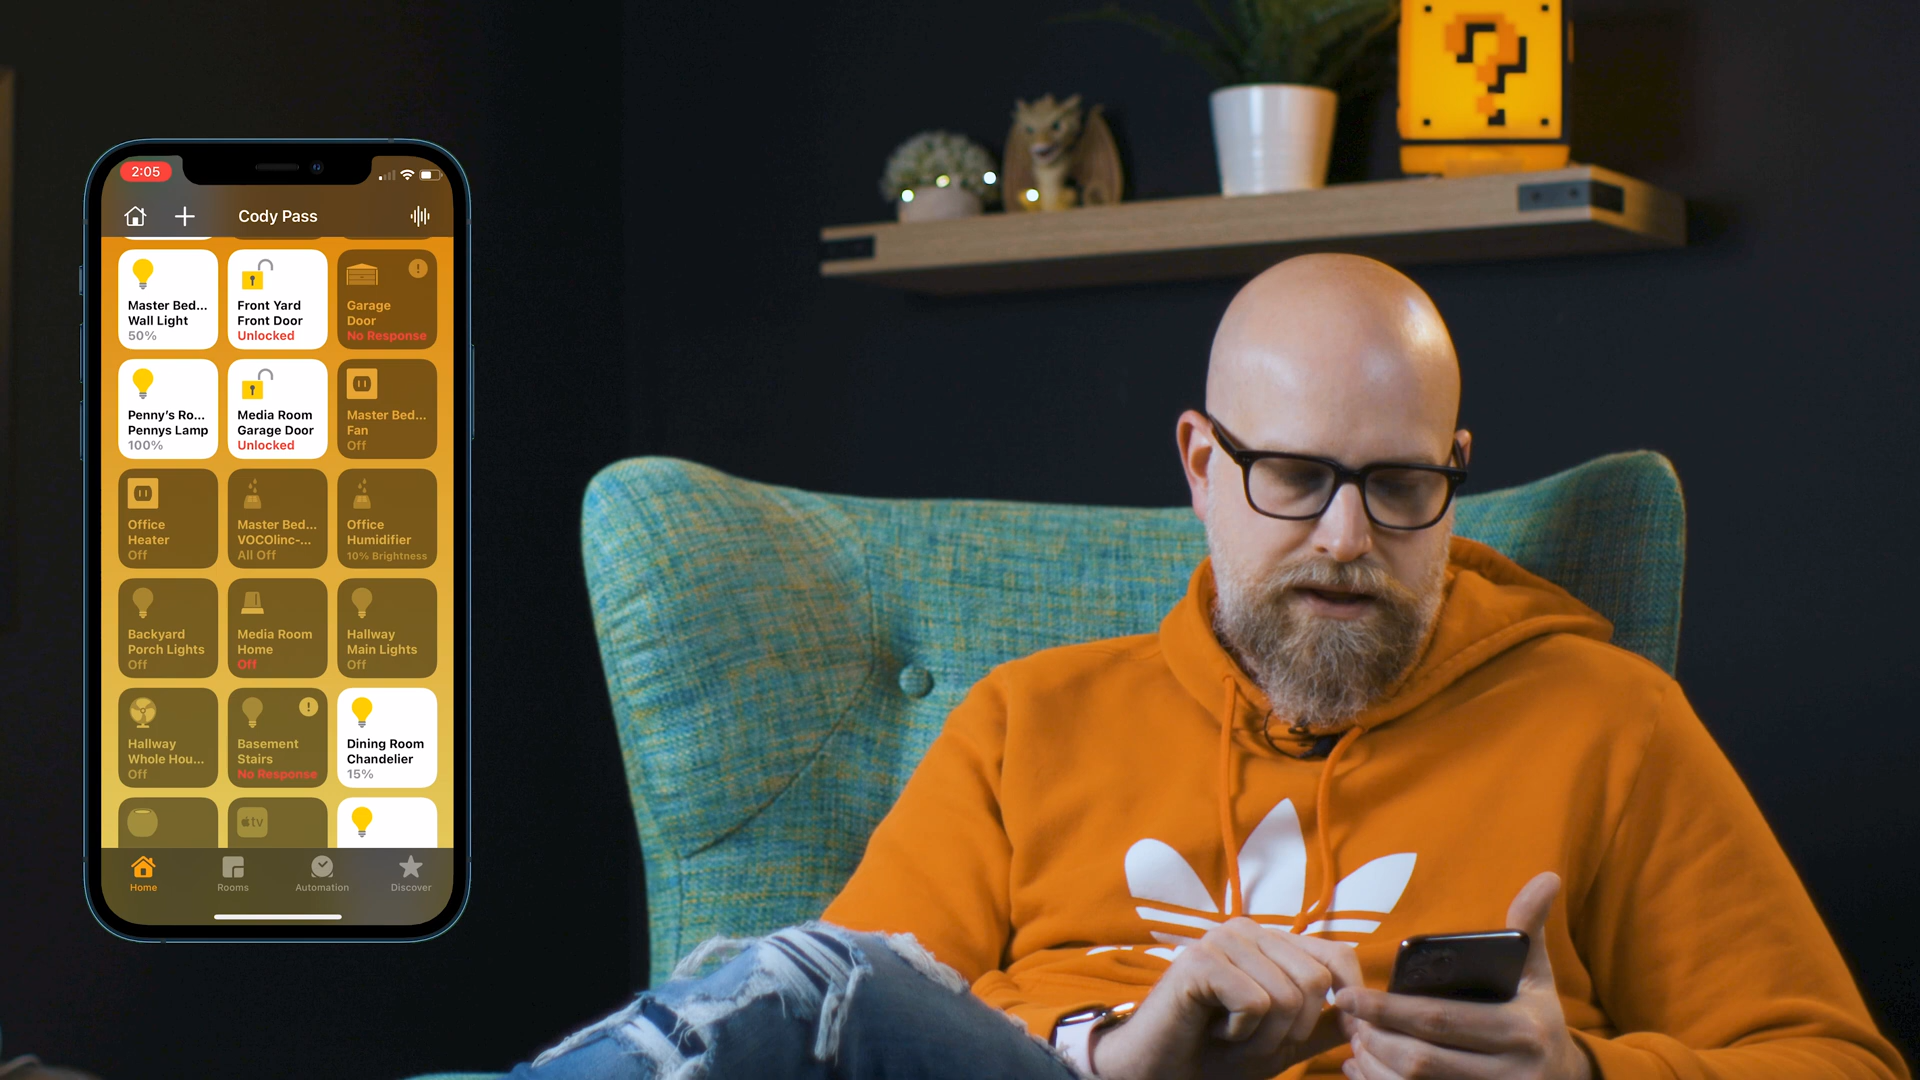 2:05
Cody Pass
Master Bed...
Wall Light
50%
Front Yard
Front Door
Unlocked
Garage
Door
No Response
Penny's Ro...
Pennys Lamp
100%
Media Room
Garage Door
Unlocked
Master Bed...
Fan
Off
Office
Heater
Off
Master Bed...
VOCOlinc-...
All Off
Office
Humidifier
10% Brightness
Backyard
Porch Lights
Off
Media Room
Home
Off
Hallway
Main Lights
Off
Hallway
Whole Hou...
Off
Basement
Stairs
No Response
Dining Room
Chandelier
15%
tv
Home
Rooms
Automation
Discover
?